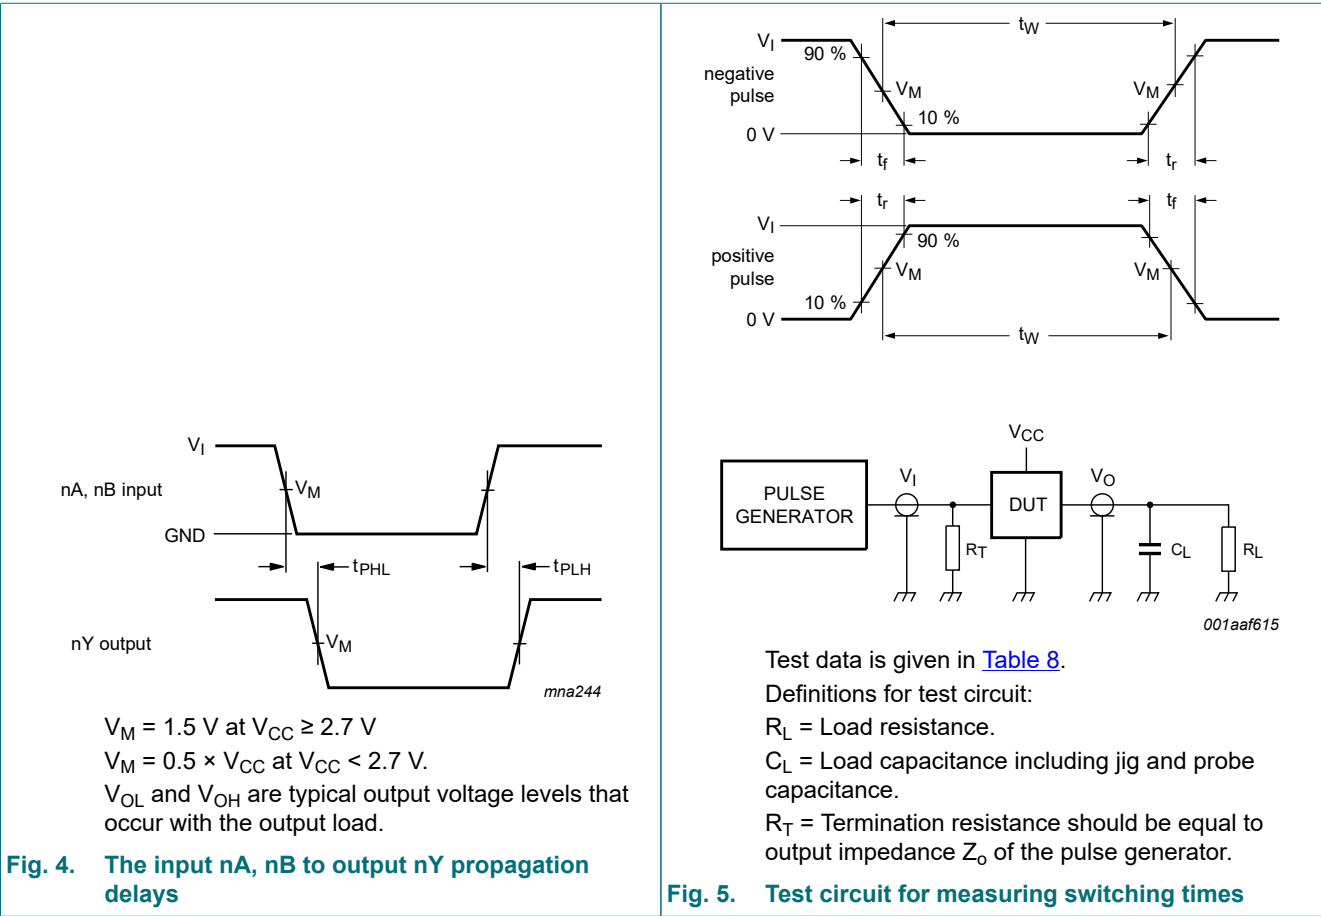 V_I
nA, nB input
V_M
GND
t_PHL
t_PLH
nY output
V_M
mna244
V_M = 1.5 V at V_CC ≥ 2.7 V
V_M = 0.5 × V_CC at V_CC < 2.7 V.
V_OL and V_OH are typical output voltage levels that
occur with the output load.
Fig. 4. The input nA, nB to output nY propagation
delays
t_W
V_I
90 %
negative
pulse
V_M
V_M
10 %
0 V
t_f
t_r
t_r
t_f
V_I
90 %
positive
pulse
V_M
V_M
10 %
0 V
t_W
V_CC
PULSE
GENERATOR
V_I
DUT
V_O
R_T
C_L
R_L
001aaf615
Test data is given in Table 8.
Definitions for test circuit:
R_L = Load resistance.
C_L = Load capacitance including jig and probe
capacitance.
R_T = Termination resistance should be equal to
output impedance Z_o of the pulse generator.
Fig. 5. Test circuit for measuring switching times